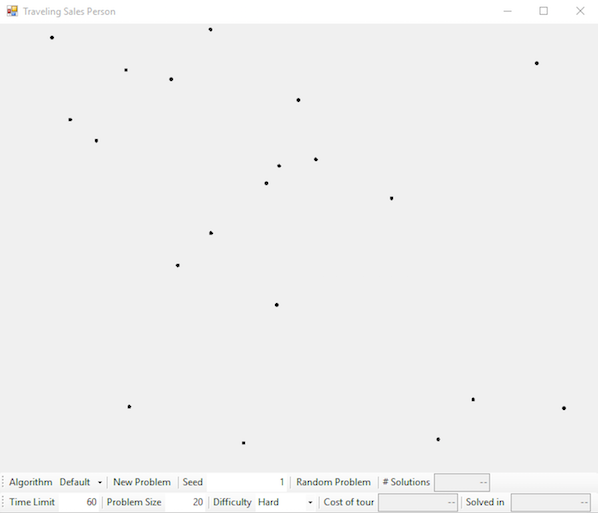 Traveling Sales Person
Algorithm Default New Problem Seed 1 Random Problem # Solutions --
Time Limit 60 Problem Size 20 Difficulty Hard Cost of tour -- Solved in --